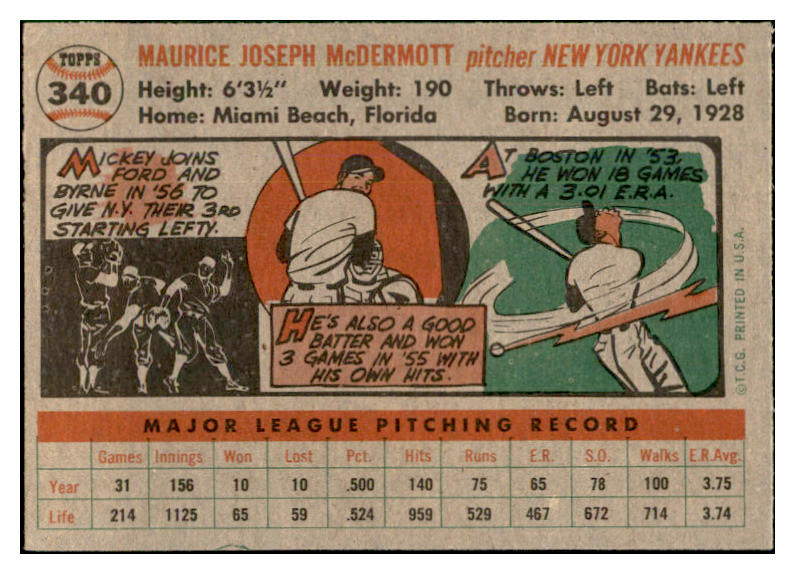 TOPPS
340
MAURICE JOSEPH McDERMOTT pitcher NEW YORK YANKEES
Height: 6'3½" Weight: 190 Throws: Left Bats: Left
Home: Miami Beach, Florida Born: August 29, 1928
MICKEY JOINS
FORD AND
BYRNE IN '56 TO
GIVE N.Y. THEIR 3RD
STARTING LEFTY.
HE'S ALSO A GOOD
BATTER AND WON
3 GAMES IN '55 WITH
HIS OWN HITS.
AT BOSTON IN '53,
HE WON 18 GAMES
WITH A 3.01 E.R.A.
©T.C.G. PRINTED IN U.S.A.
MAJOR LEAGUE PITCHING RECORD
Games Innings Won Lost Pct. Hits Runs E.R. S.O. Walks E.R.Avg.
Year 31 156 10 10 .500 140 75 65 78 100 3.75
Life 214 1125 65 59 .524 959 529 467 672 714 3.74